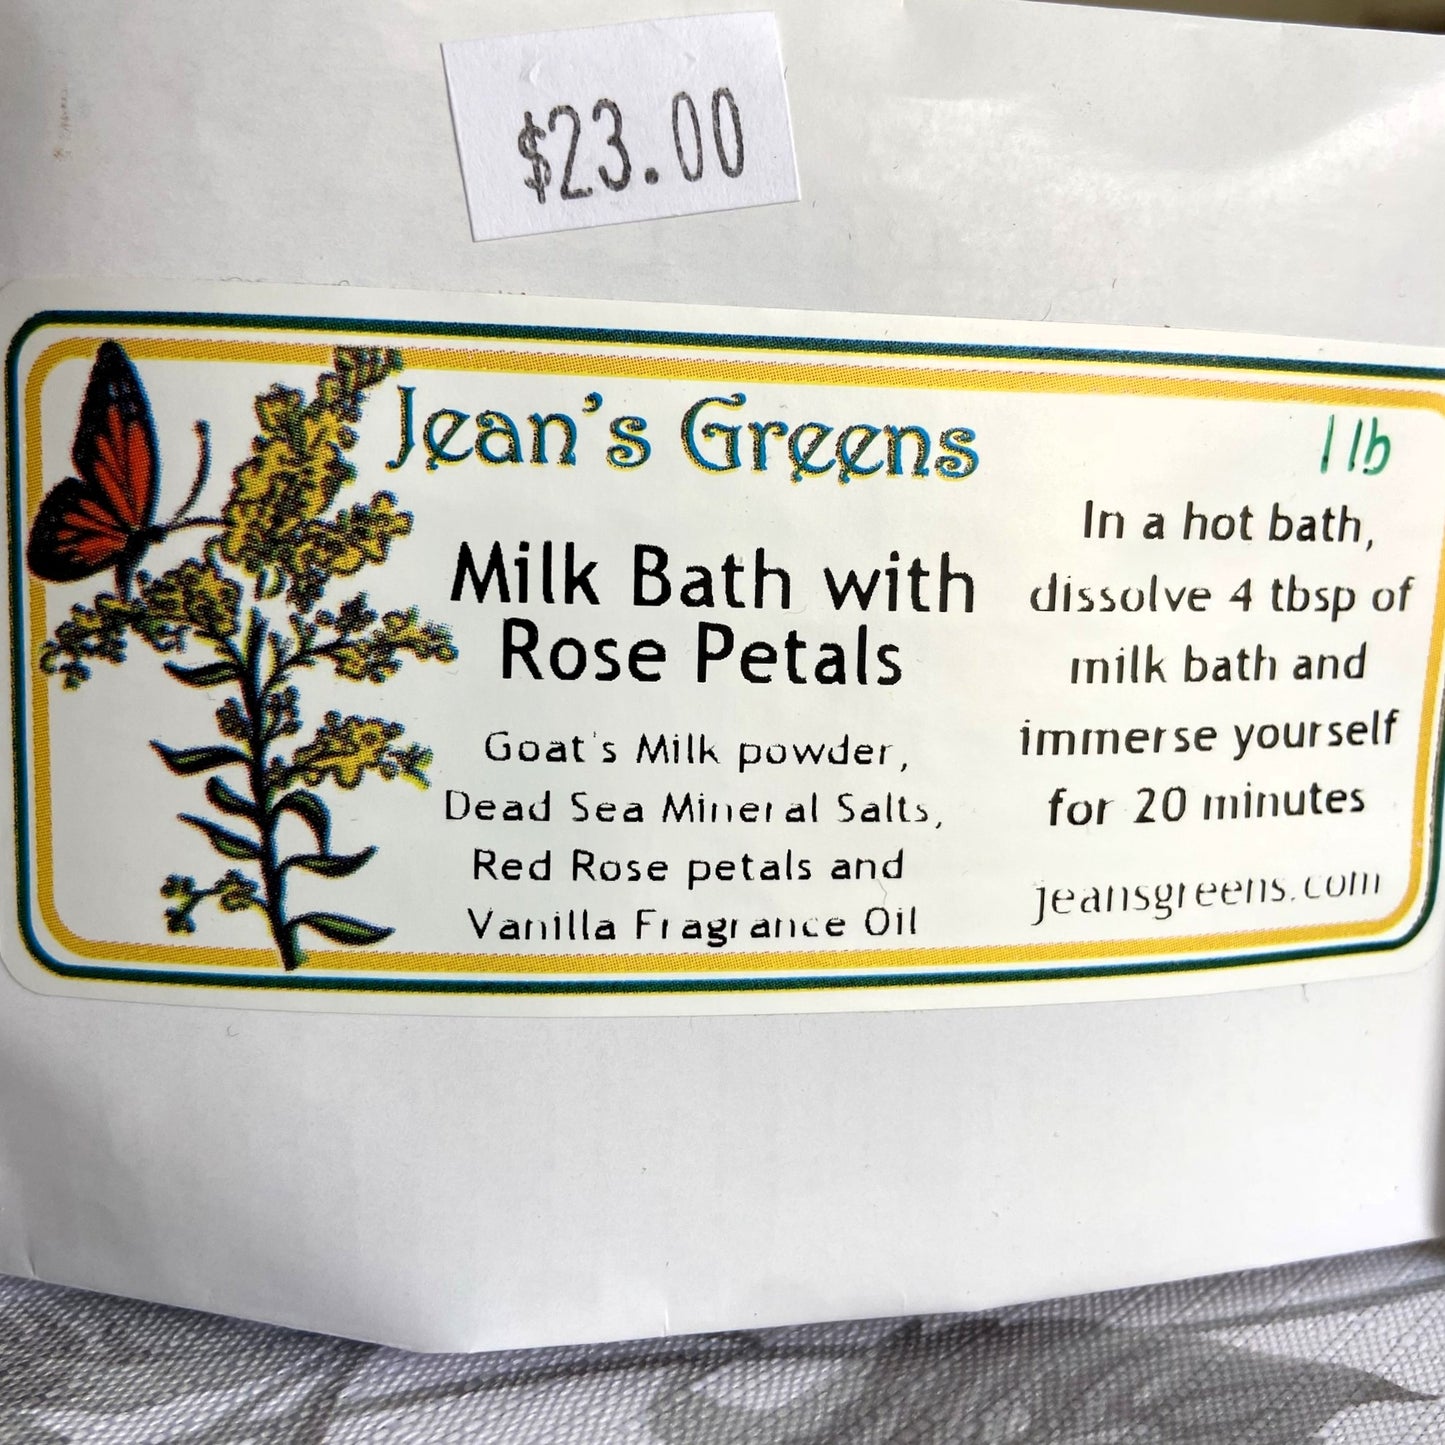 $23.00
Jean's Greens
Milk Bath with
Rose Petals
Goat's Milk powder,
Dead Sea Mineral Salts,
Red Rose petals and
Vanilla Fragrance Oil
1 lb
In a hot bath,
dissolve 4 tbsp of
milk bath and
immerse yourself
for 20 minutes
jeansgreens.com